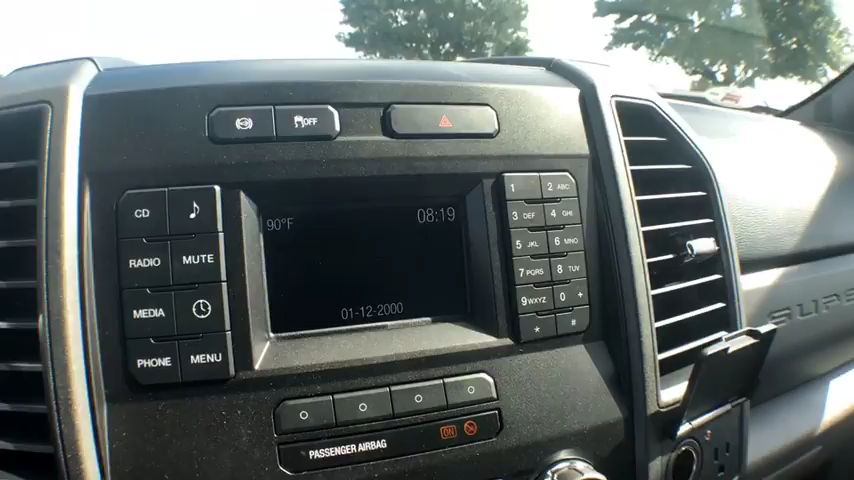 OFF
CD
RADIO MUTE
MEDIA
PHONE MENU
90°F 08:19
01-12-2000
1 2 ABC
3 DEF 4 GHI
5 JKL 6 MNO
7 PQRS 8 TUV
9 WXYZ 0 +
* #
PASSENGER AIRBAG ON
SUPE